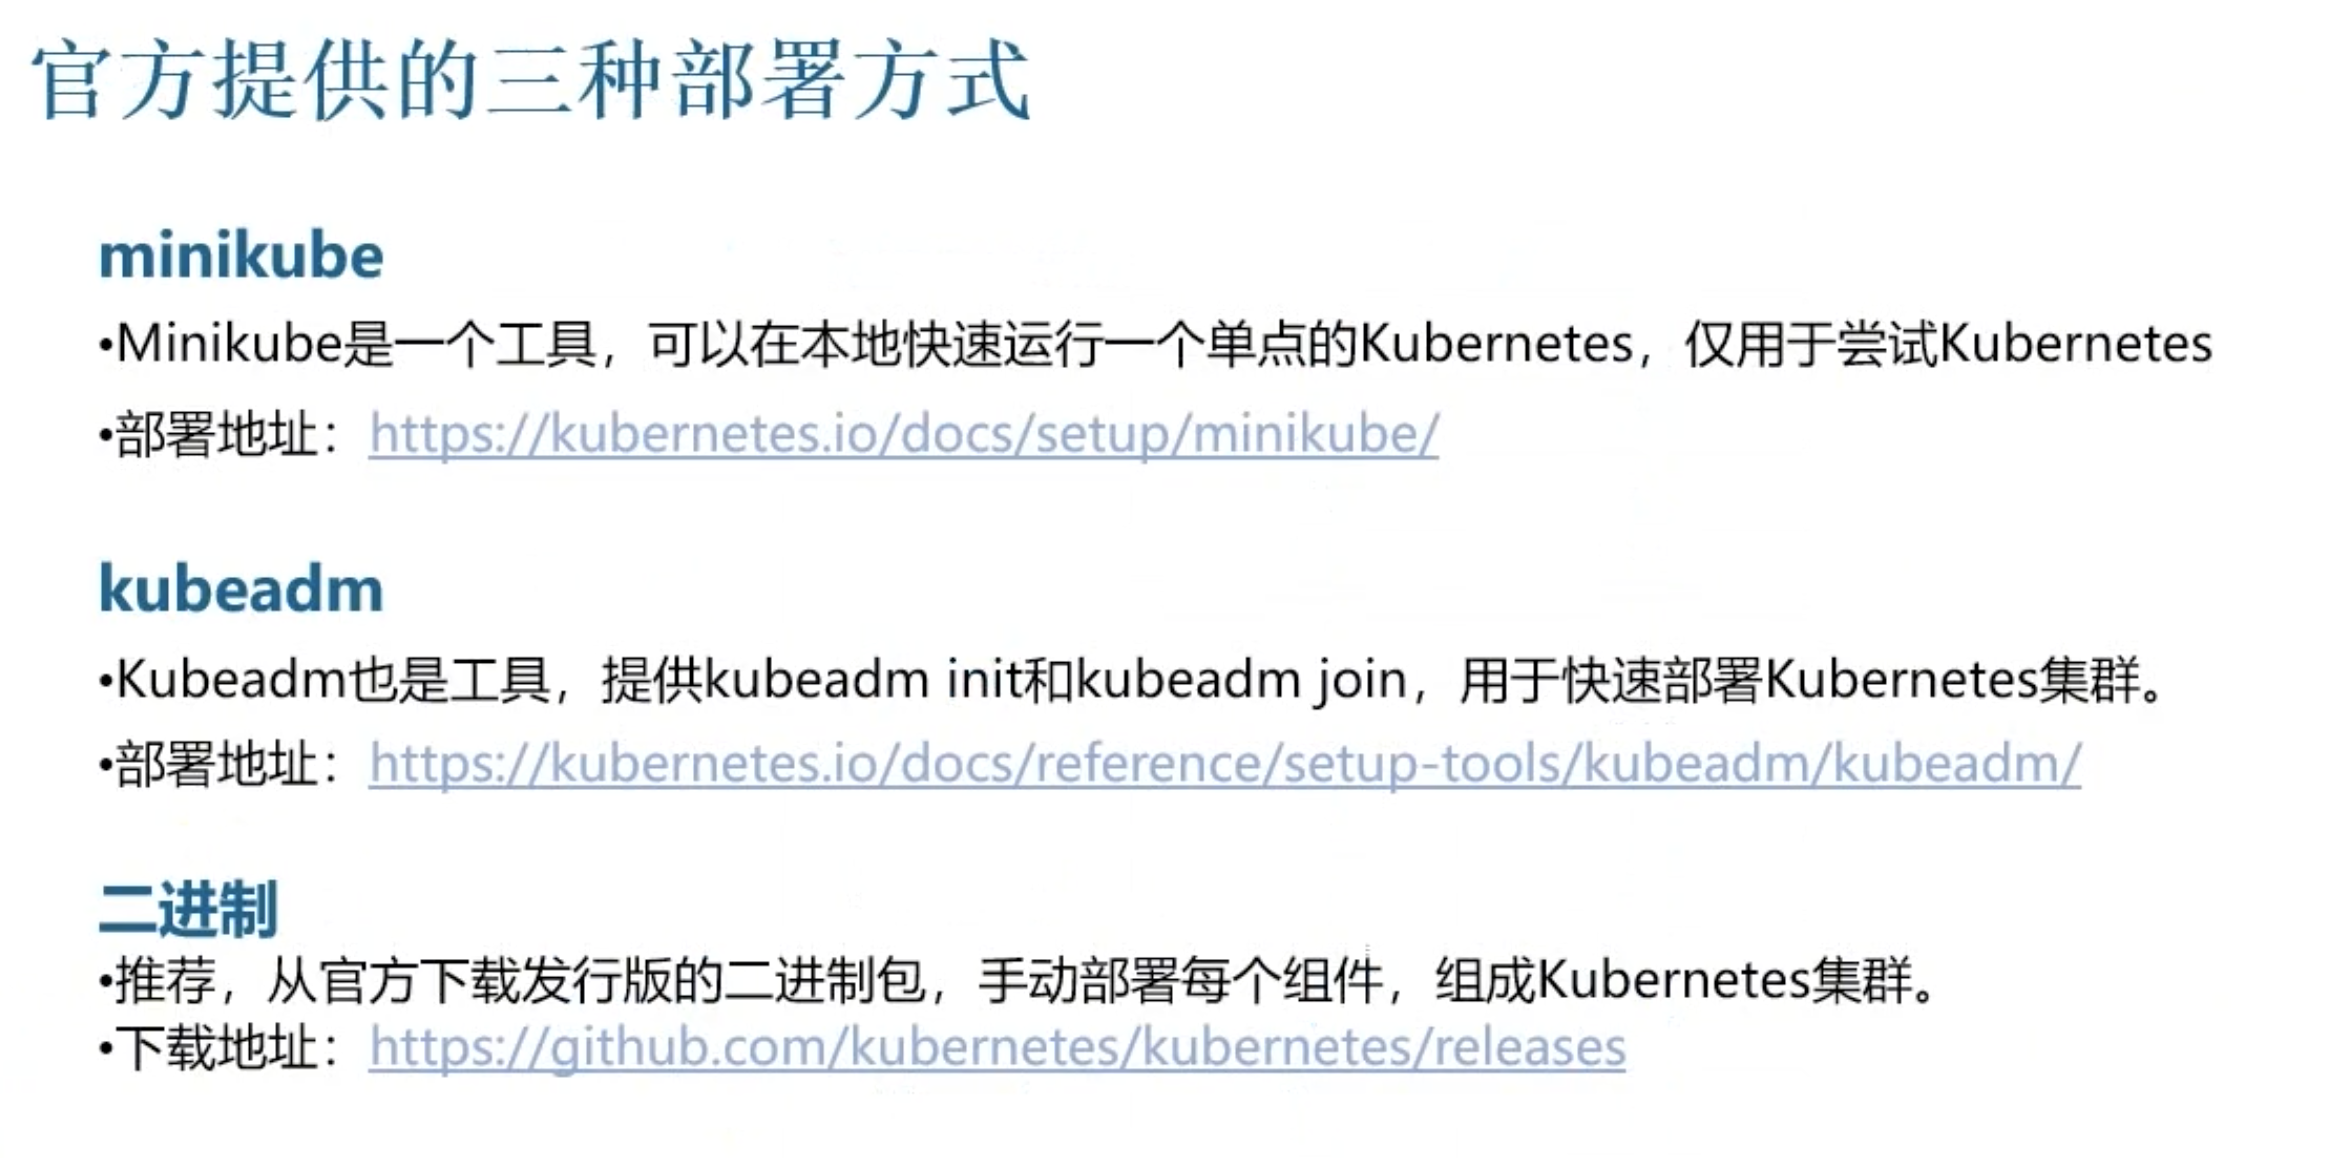 官方提供的三种部署方式
minikube
•Minikube是一个工具，可以在本地快速运行一个单点的Kubernetes，仅用于尝试Kubernetes
•部署地址：https://kubernetes.io/docs/setup/minikube/
kubeadm
•Kubeadm也是工具，提供kubeadm init和kubeadm join，用于快速部署Kubernetes集群。
•部署地址：https://kubernetes.io/docs/reference/setup-tools/kubeadm/kubeadm/
二进制
•推荐，从官方下载发行版的二进制包，手动部署每个组件，组成Kubernetes集群。
•下载地址：https://github.com/kubernetes/kubernetes/releases